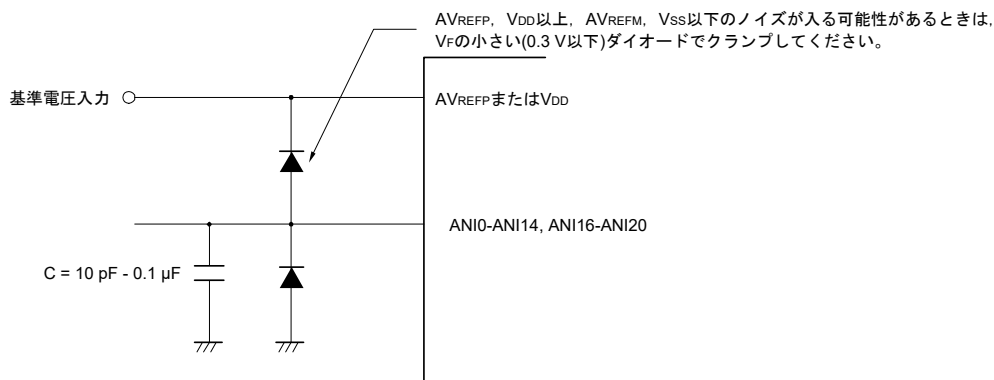 AVREFP，VDD以上，AVREFM，VSS以下のノイズが入る可能性があるときは，
VFの小さい(0.3 V以下)ダイオードでクランプしてください。
基準電圧入力
AVREFPまたはVDD
ANI0-ANI14, ANI16-ANI20
C = 10 pF - 0.1 μF